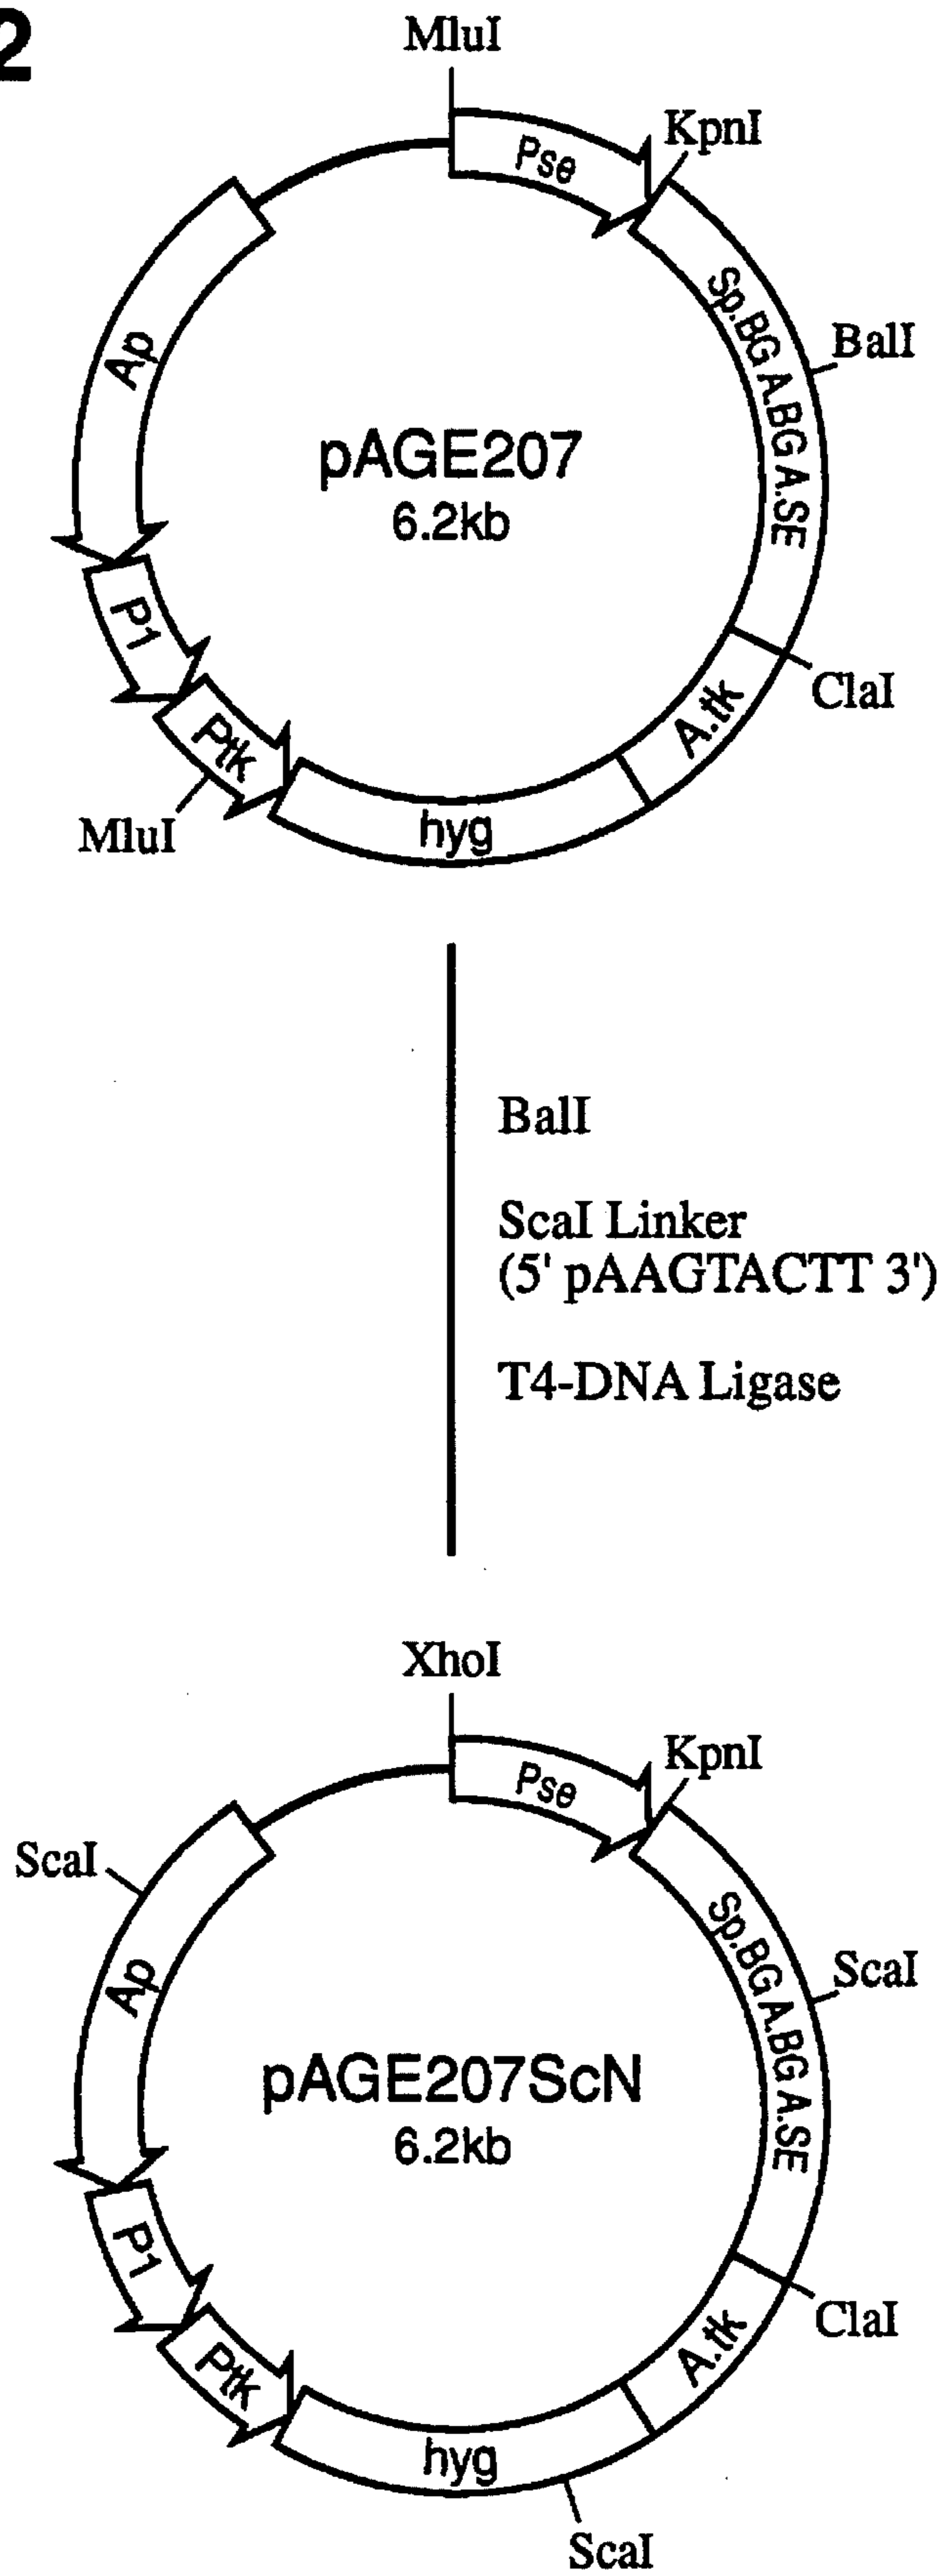 2
MluI
Pse
KpnI
Sp.BG A.BG A.SE
BalI
Ap
pAGE207
6.2kb
P1
ClaI
A.tk
Ptk
MluI
hyg
BalI
ScaI Linker
(5' pAAGTACTT 3')
T4-DNA Ligase
XhoI
Pse
KpnI
ScaI
Sp.BG A.BG A.SE
ScaI
Ap
pAGE207ScN
6.2kb
P1
ClaI
A.tk
Ptk
hyg
ScaI